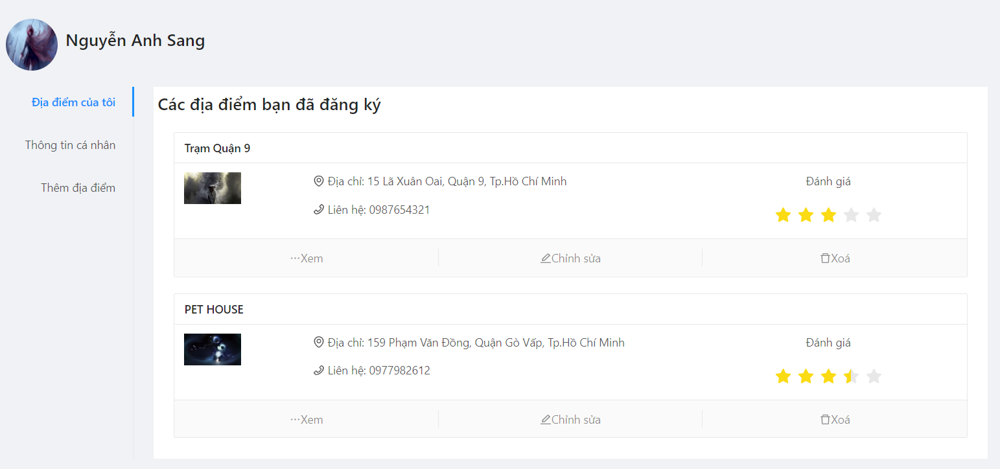 Nguyễn Anh Sang
Địa điểm của tôi
Thông tin cá nhân
Thêm địa điểm
Các địa điểm bạn đã đăng ký
Trạm Quận 9
Địa chỉ: 15 Lã Xuân Oai, Quận 9, Tp.Hồ Chí Minh
Đánh giá
Liên hệ: 0987654321
Xem
Chỉnh sửa
Xoá
PET HOUSE
Địa chỉ: 159 Phạm Văn Đồng, Quận Gò Vấp, Tp.Hồ Chí Minh
Đánh giá
Liên hệ: 0977982612
Xem
Chỉnh sửa
Xoá